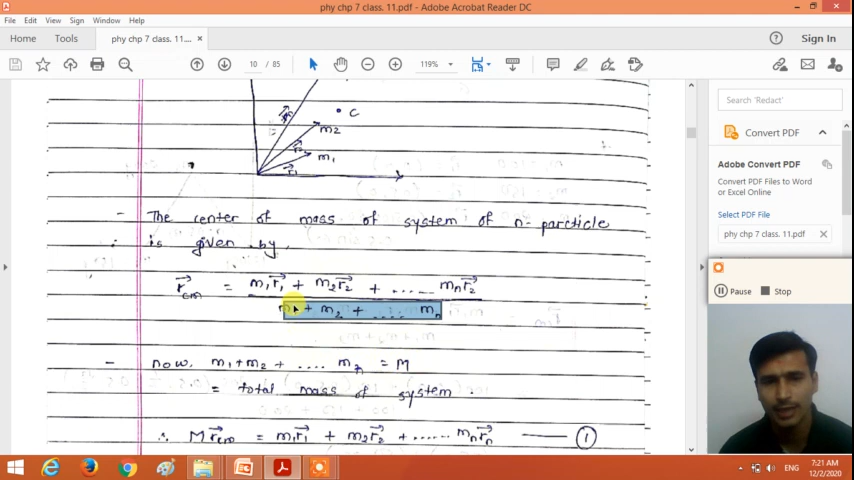 phy chp 7 class. 11.pdf - Adobe Acrobat Reader DC
File Edit View Sign Window Help
Home Tools phy chp 7 class. 11.... × Sign In
10 / 85 119%
C
m2
m1
r1
The center of mass of system of n-particle
is given by,
r⃗cm = m1r⃗1 + m2r⃗2 + ...... mnr⃗2
m1 + m2 + ..... mn
- now, m1+m2+ .... mn = M
= total mass of system.
∴ M r⃗cm = m1r⃗1 + m2r⃗2 + ...... mnr⃗n —— ①
Search 'Redact'
Convert PDF
Adobe Convert PDF
Convert PDF Files to Word
or Excel Online
Select PDF File
phy chp 7 class. 11.pdf ×
Pause Stop
ENG
7:21 AM
12/2/2020